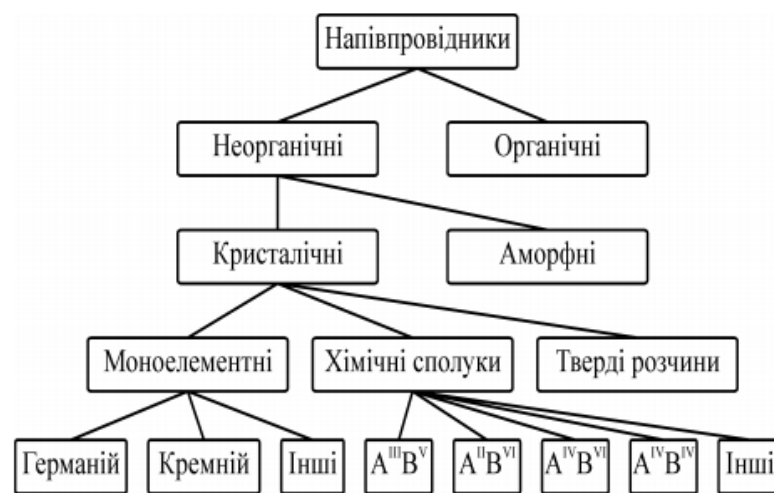 Напівпровідники
Неорганічні Органічні
Кристалічні Аморфні
Моноелементні Хімічні сполуки Тверді розчини
Германій Кремній Інші AᴵᴵᴵBⱽ AᴵᴵBⱽᴵ AᴵⱽBⱽᴵ AᴵⱽBᴵⱽ Інші